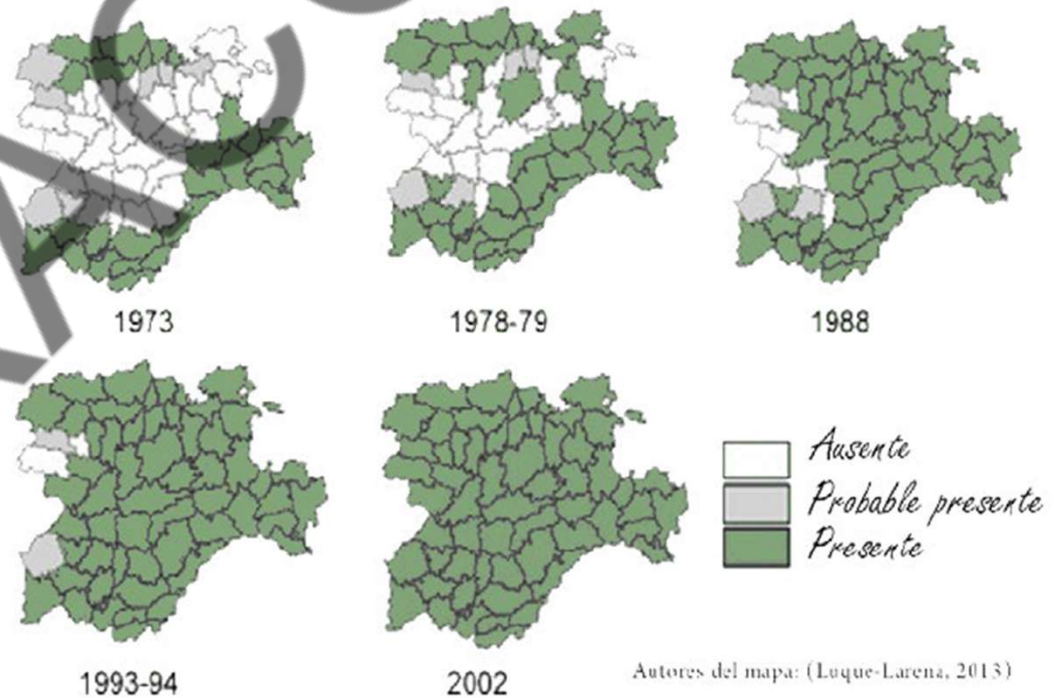 1973
1978-79
1988
1993-94
2002
Ausente
Probable presente
Presente
Autores del mapa: (Luque-Larena, 2013)